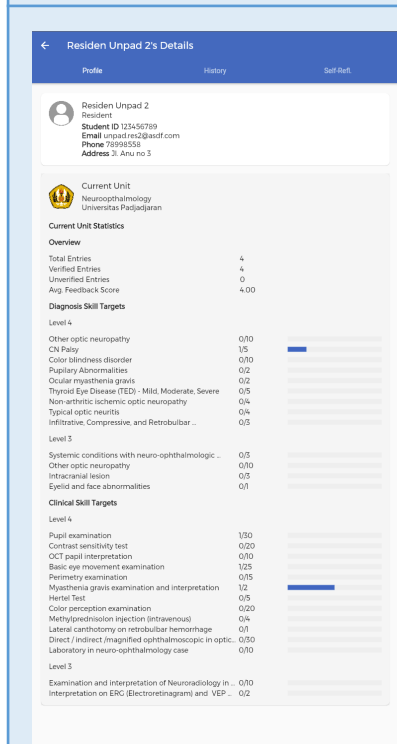 ← Residen Unpad 2's Details
Profile History Self-Refl.
Residen Unpad 2
Resident
Student ID 123456789
Email unpad.res2@asdf.com
Phone 78998558
Address Jl. Anu no 3
Current Unit
Neuroopthalmology
Universitas Padjadjaran
Current Unit Statistics
Overview
Total Entries 4
Verified Entries 4
Unverified Entries 0
Avg. Feedback Score 4.00
Diagnosis Skill Targets
Level 4
Other optic neuropathy 0/10
CN Palsy 1/5
Color blindness disorder 0/10
Pupilary Abnormalities 0/2
Ocular myasthenia gravis 0/2
Thyroid Eye Disease (TED) - Mild, Moderate, Severe 0/5
Non-arthritic ischemic optic neuropathy 0/4
Typical optic neuritis 0/4
Infiltrative, Compressive, and Retrobulbar ... 0/3
Level 3
Systemic conditions with neuro-ophthalmologic ... 0/3
Other optic neuropathy 0/10
Intracranial lesion 0/3
Eyelid and face abnormalities 0/1
Clinical Skill Targets
Level 4
Pupil examination 1/30
Contrast sensitivity test 0/20
OCT papil interpretation 0/10
Basic eye movement examination 1/25
Perimetry examination 0/15
Myasthenia gravis examination and interpretation 1/2
Hertel Test 0/5
Color perception examination 0/20
Methylprednisolon injection (intravenous) 0/4
Lateral canthotomy on retrobulbar hemorrhage 0/1
Direct / indirect /magnified ophthalmoscopic in optic... 0/30
Laboratory in neuro-ophthalmology case 0/10
Level 3
Examination and interpretation of Neuroradiology in ... 0/10
Interpretation on ERG (Electroretinagram) and VEP ... 0/2